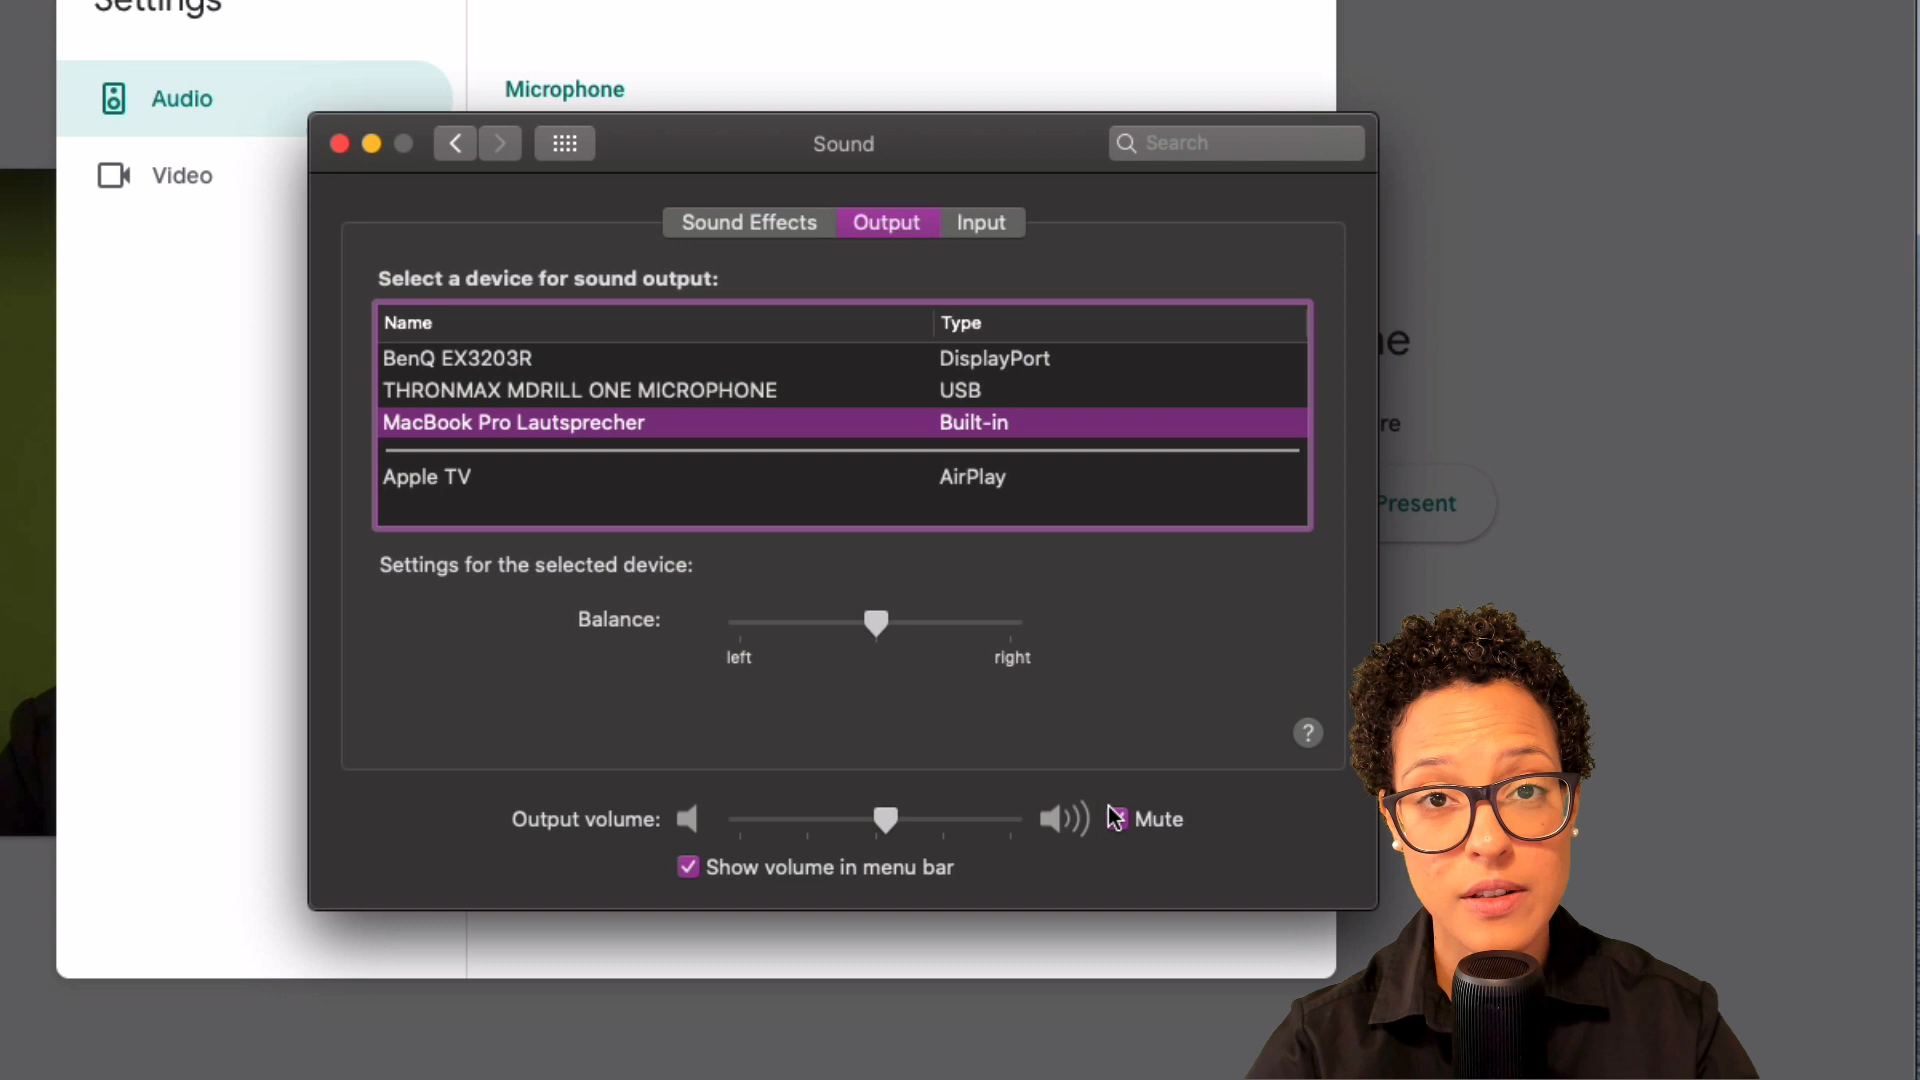 Settings
Audio
Video
Microphone
Sound
Search
Sound Effects
Output
Input
Select a device for sound output:
Name Type
BenQ EX3203R DisplayPort
THRONMAX MDRILL ONE MICROPHONE USB
MacBook Pro Lautsprecher Built-in
Apple TV AirPlay
Settings for the selected device:
Balance:
left right
?
Output volume:
Mute
Show volume in menu bar
Present